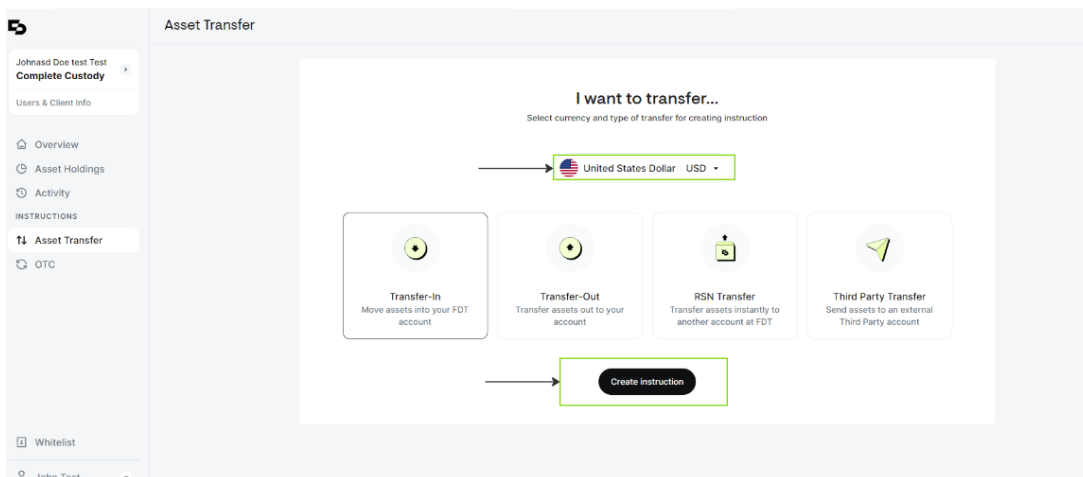 Asset Transfer
Johnasd Doe test Test
Complete Custody
Users & Client Info
Overview
Asset Holdings
Activity
INSTRUCTIONS
Asset Transfer
OTC
Whitelist
John Test
I want to transfer...
Select currency and type of transfer for creating instruction
United States Dollar USD
Transfer-In
Move assets into your FDT
account
Transfer-Out
Transfer assets out to your
account
RSN Transfer
Transfer assets instantly to
another account at FDT
Third Party Transfer
Send assets to an external
Third Party account
Create instruction